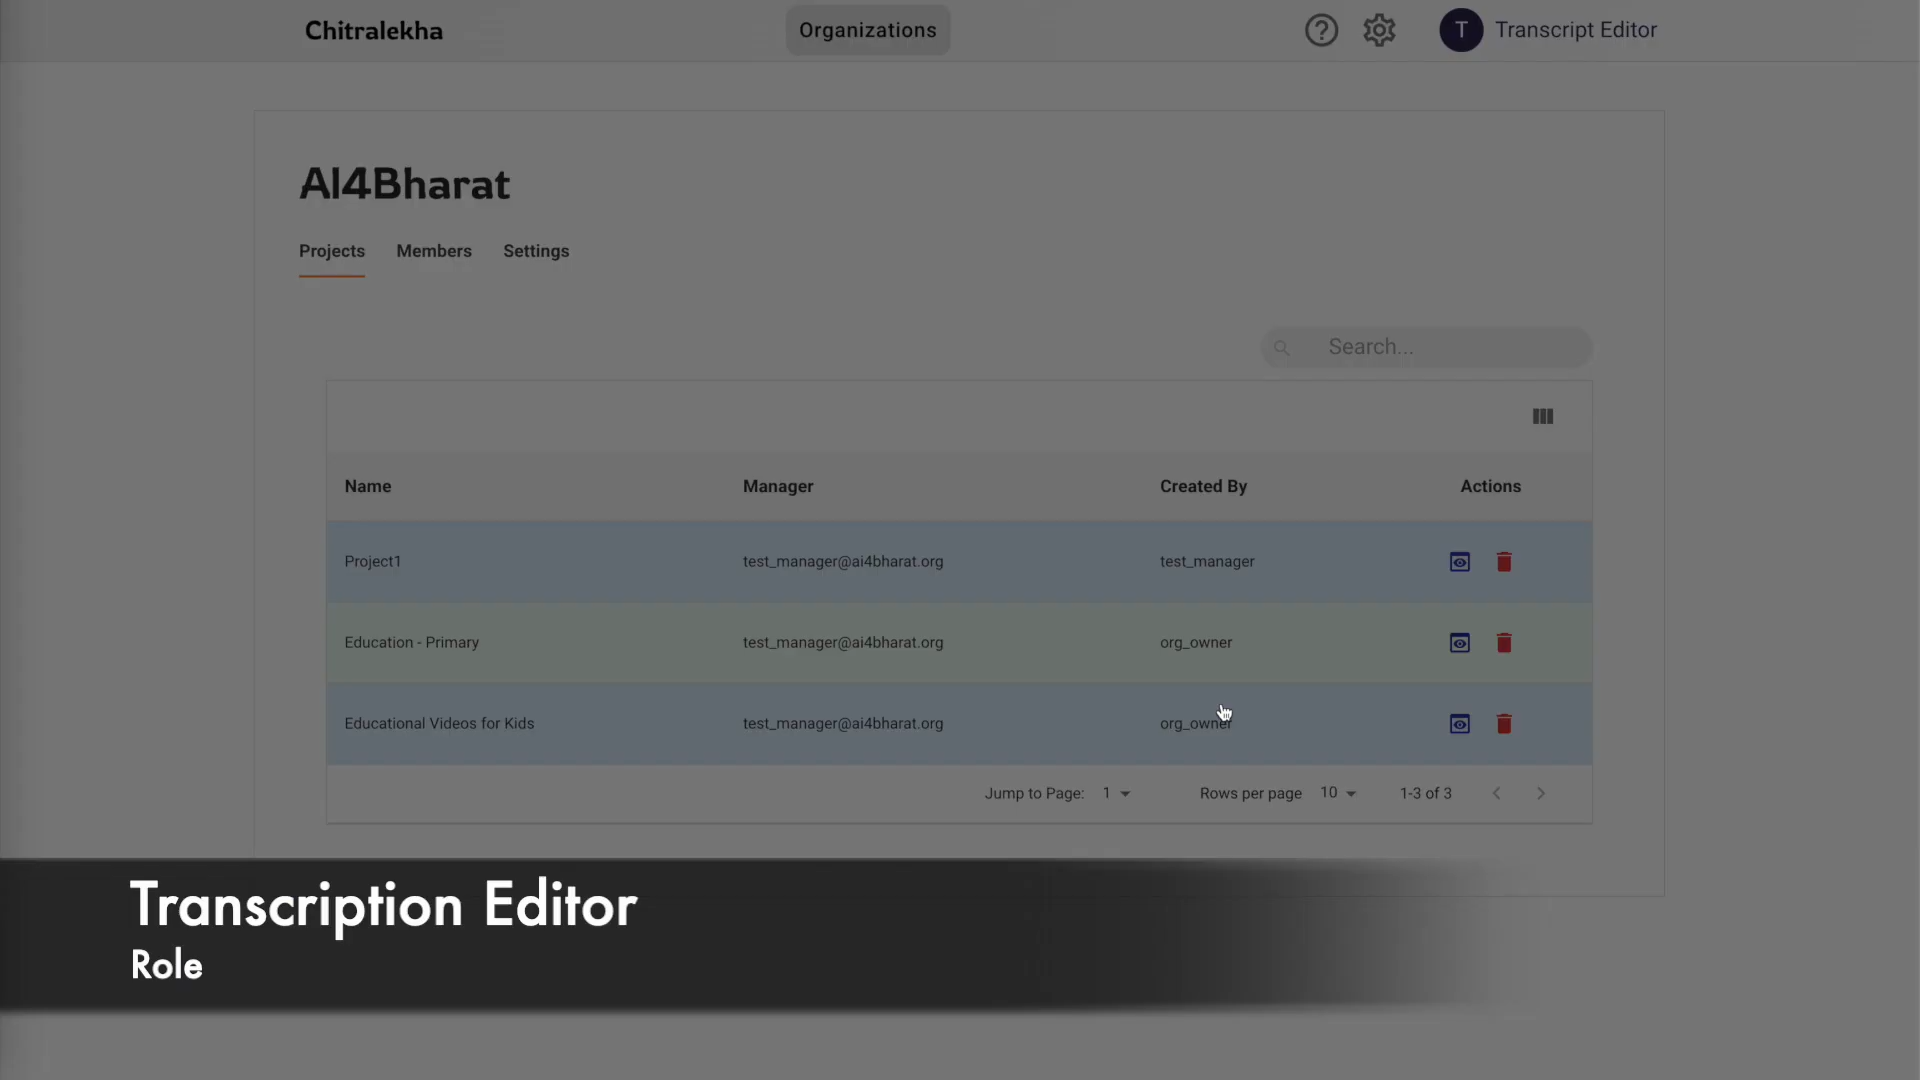 Chitralekha
Organizations
T Transcript Editor
AI4Bharat
Projects Members Settings
Search...
Name Manager Created By Actions
Project1 test_manager@ai4bharat.org test_manager
Education - Primary test_manager@ai4bharat.org org_owner
Educational Videos for Kids test_manager@ai4bharat.org org_owner
Jump to Page: 1 Rows per page 10 1-3 of 3
Transcription Editor
Role